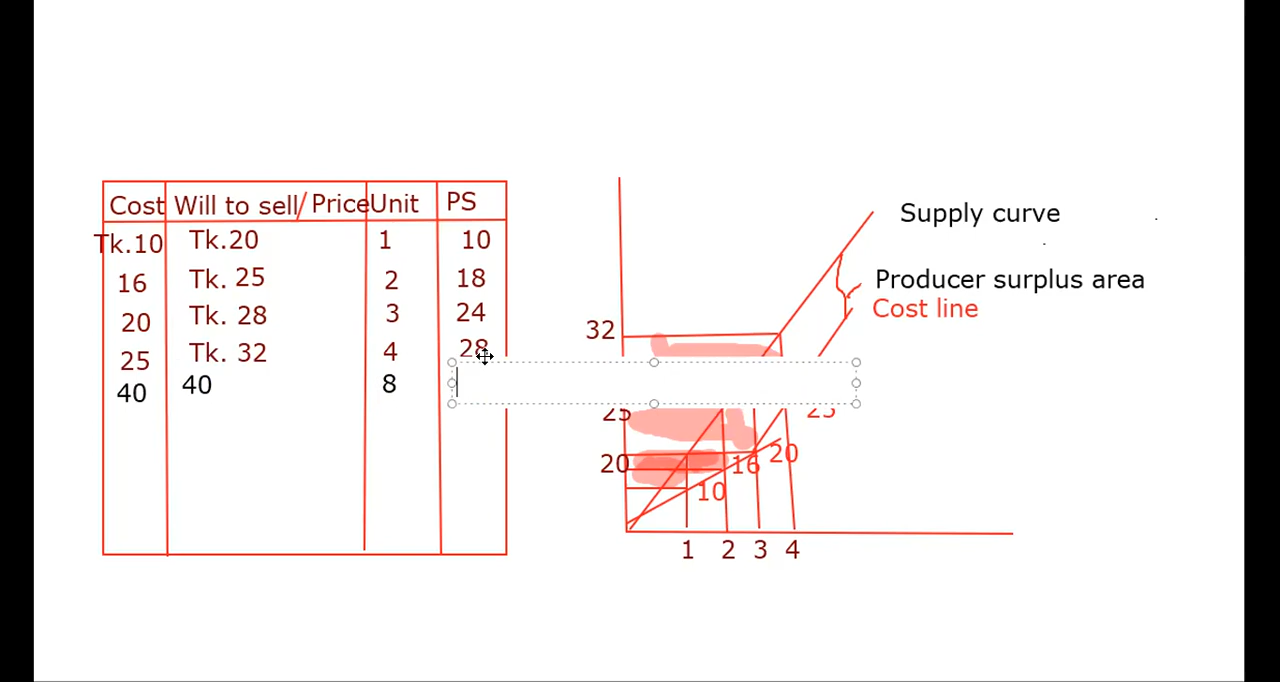 Cost Will to sell/ Price Unit PS
Tk.10 Tk.20 1 10
16 Tk. 25 2 18
20 Tk. 28 3 24
25 Tk. 32 4 28
40 40 8
Supply curve
Producer surplus area
Cost line
32
25
25
20
16 20
10
1 2 3 4